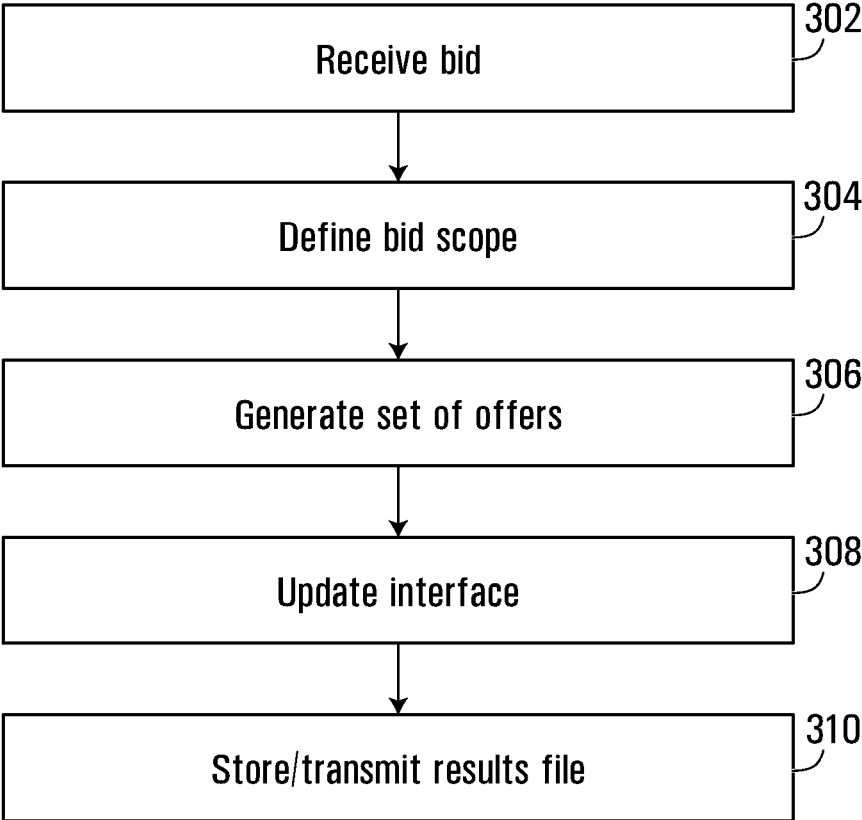 302
Receive bid
304
Define bid scope
306
Generate set of offers
308
Update interface
310
Store/transmit results file